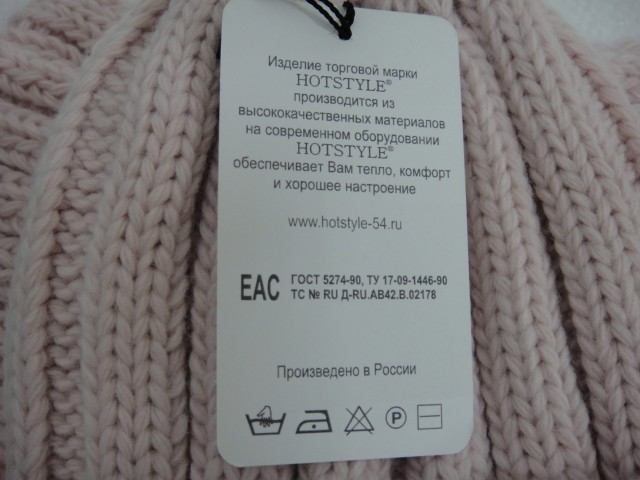 Изделие торговой марки
HOTSTYLE®
производится из
высококачественных материалов
на современном оборудовании
HOTSTYLE®
обеспечивает Вам тепло, комфорт
и хорошее настроение
www.hotstyle-54.ru
EAC
ГОСТ 5274-90, ТУ 17-09-1446-90
ТС № RU Д-RU.АВ42.В.02178
Произведено в России
P